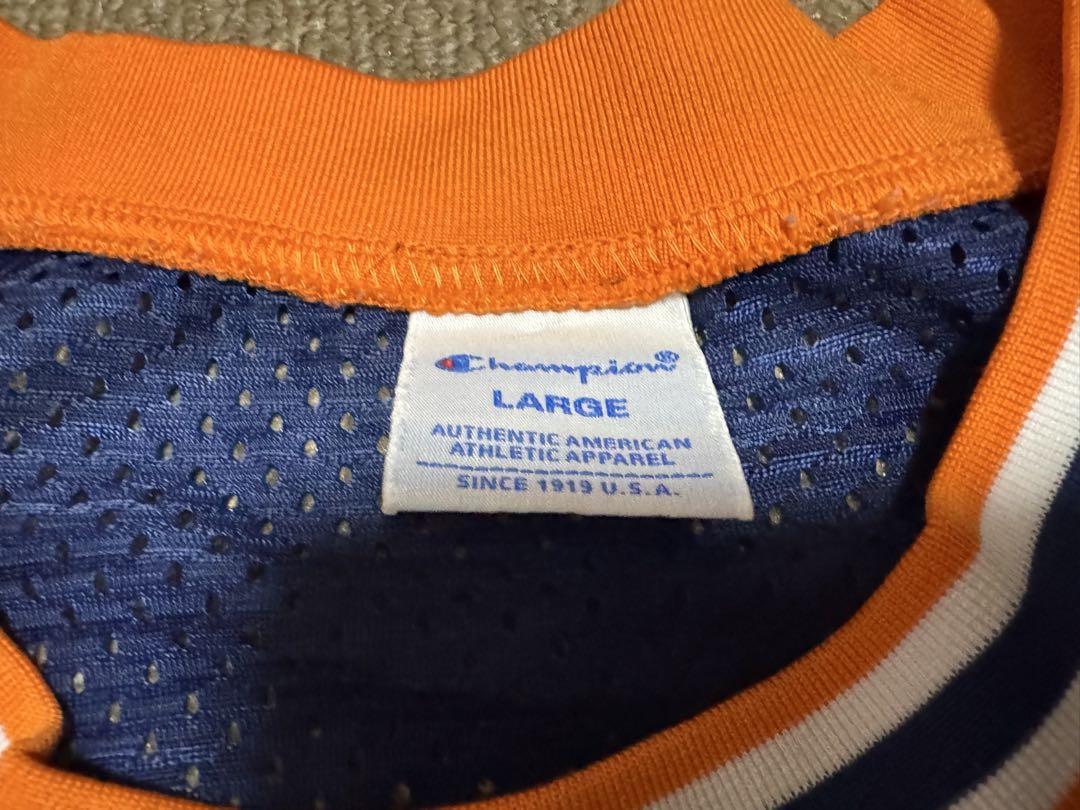 Champion®
LARGE
AUTHENTIC AMERICAN
ATHLETIC APPAREL
SINCE 1919 U.S.A.